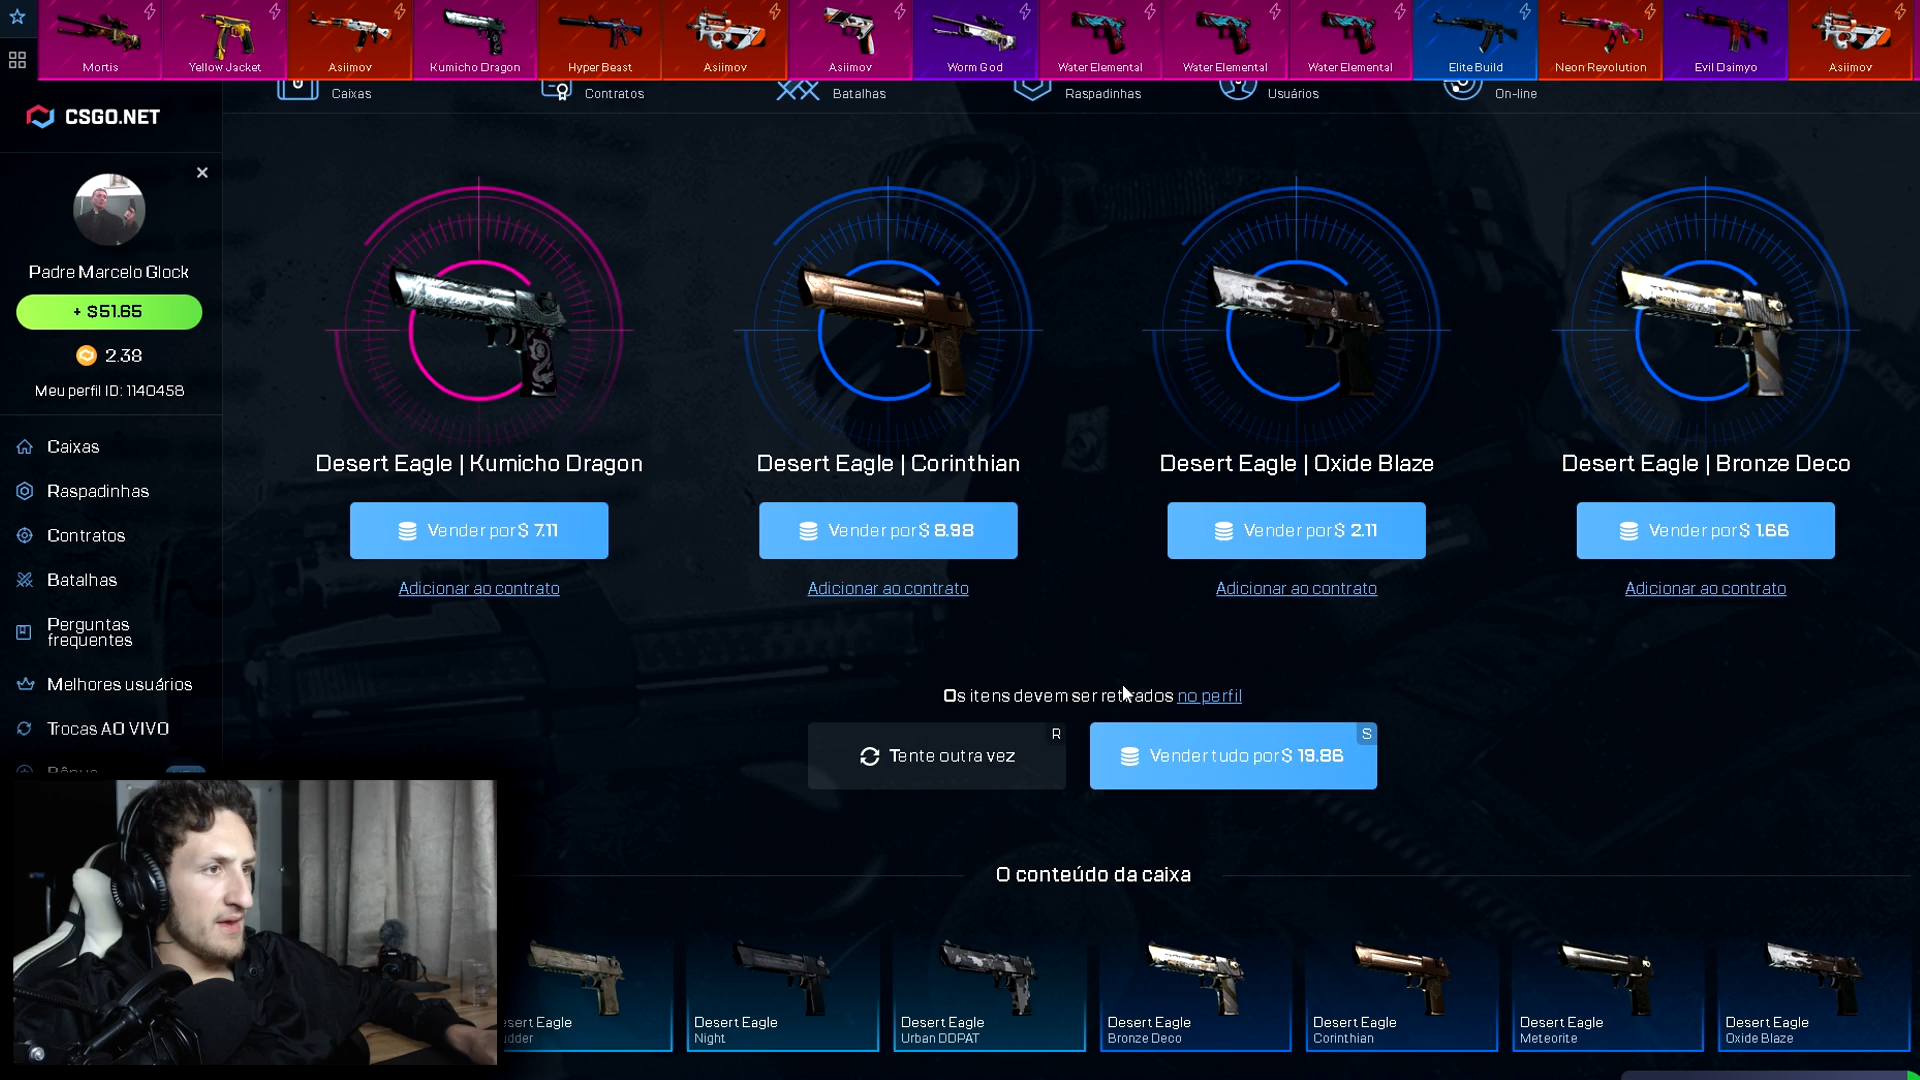 Mortis
Yellow Jacket
Asiimov
Kumicho Dragon
Hyper Beast
Asiimov
Asiimov
Worm God
Water Elemental
Water Elemental
Water Elemental
Elite Build
Neon Revolution
Evil Daimyo
Asiimov
CSGO.NET
Caixas
Contratos
Batalhas
Raspadinhas
Usuários
On-line
Padre Marcelo Glock
+ $51.65
2.38
Meu perfil ID: 1140458
Caixas
Raspadinhas
Contratos
Batalhas
Perguntas
frequentes
Melhores usuários
Trocas AO VIVO
Desert Eagle | Kumicho Dragon
Vender por $ 7.11
Adicionar ao contrato
Desert Eagle | Corinthian
Vender por $ 8.98
Adicionar ao contrato
Desert Eagle | Oxide Blaze
Vender por $ 2.11
Adicionar ao contrato
Desert Eagle | Bronze Deco
Vender por $ 1.66
Adicionar ao contrato
Os itens devem ser retirados no perfil
Tente outra vez
R
Vender tudo por $ 19.86
S
O conteúdo da caixa
Eagle
Desert Eagle
Night
Desert Eagle
Urban DDPAT
Desert Eagle
Bronze Deco
Desert Eagle
Corinthian
Desert Eagle
Meteorite
Desert Eagle
Oxide Blaze